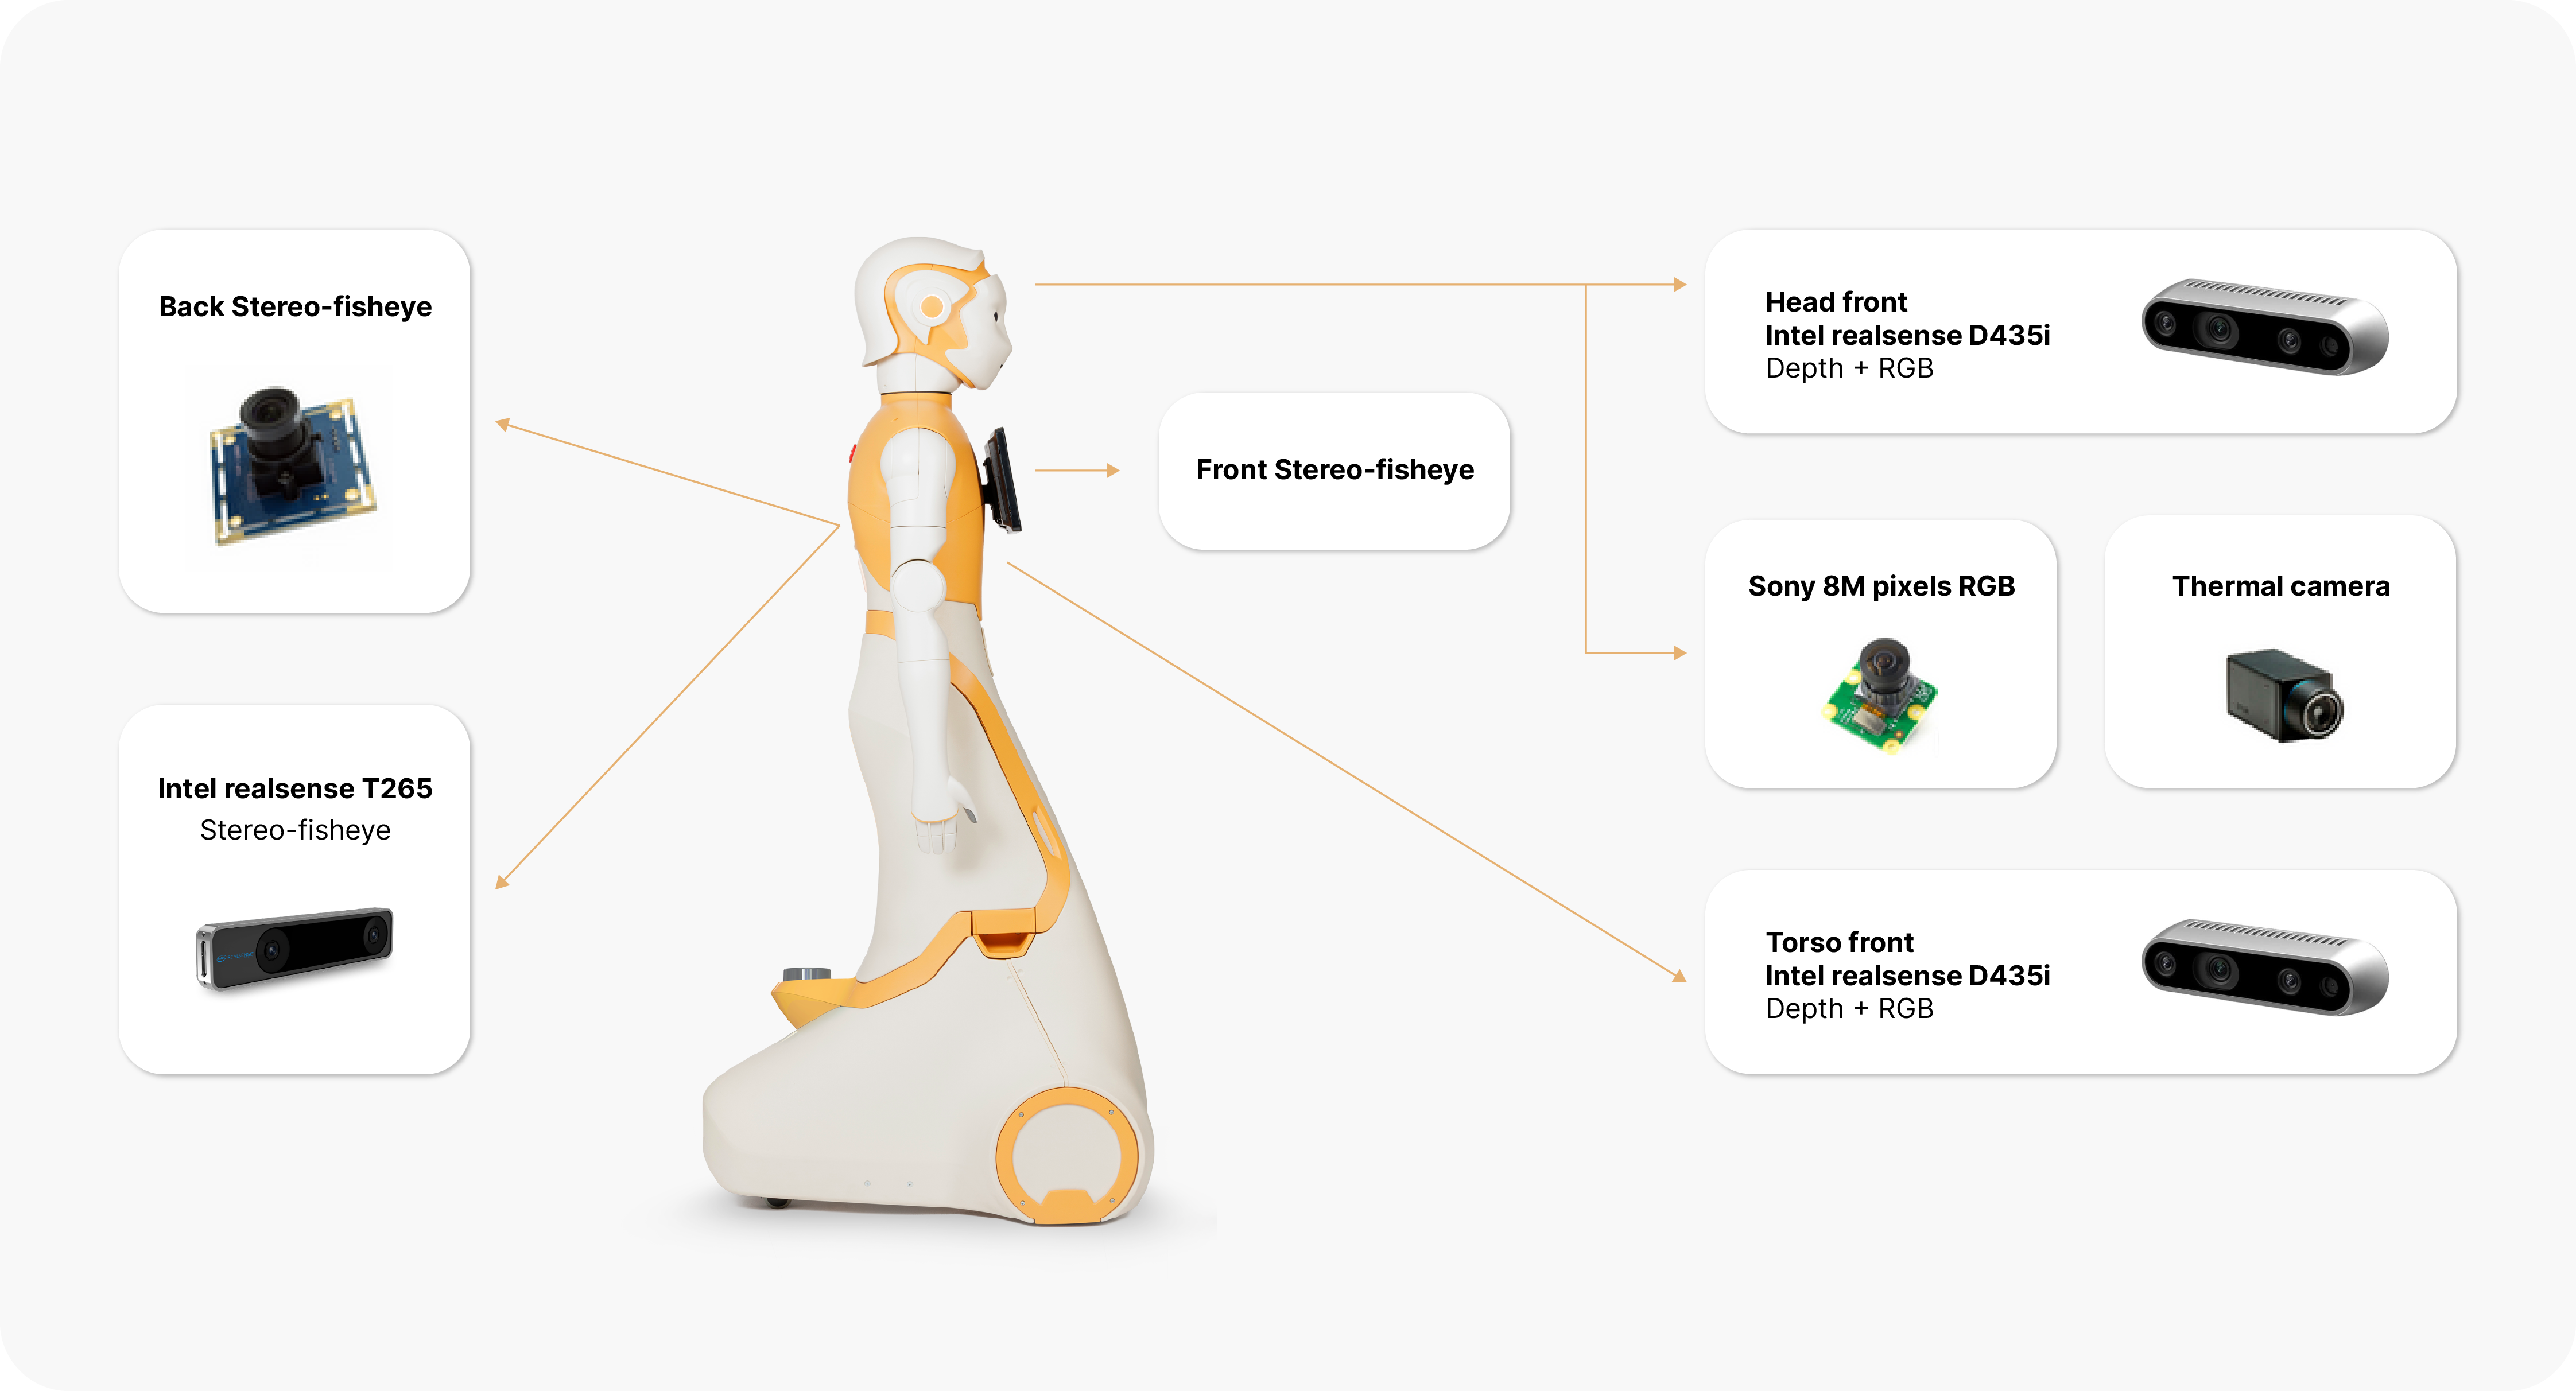 Back Stereo-fisheye
Intel realsense T265
Stereo-fisheye
Front Stereo-fisheye
Head front
Intel realsense D435i
Depth + RGB
Sony 8M pixels RGB
Thermal camera
Torso front
Intel realsense D435i
Depth + RGB